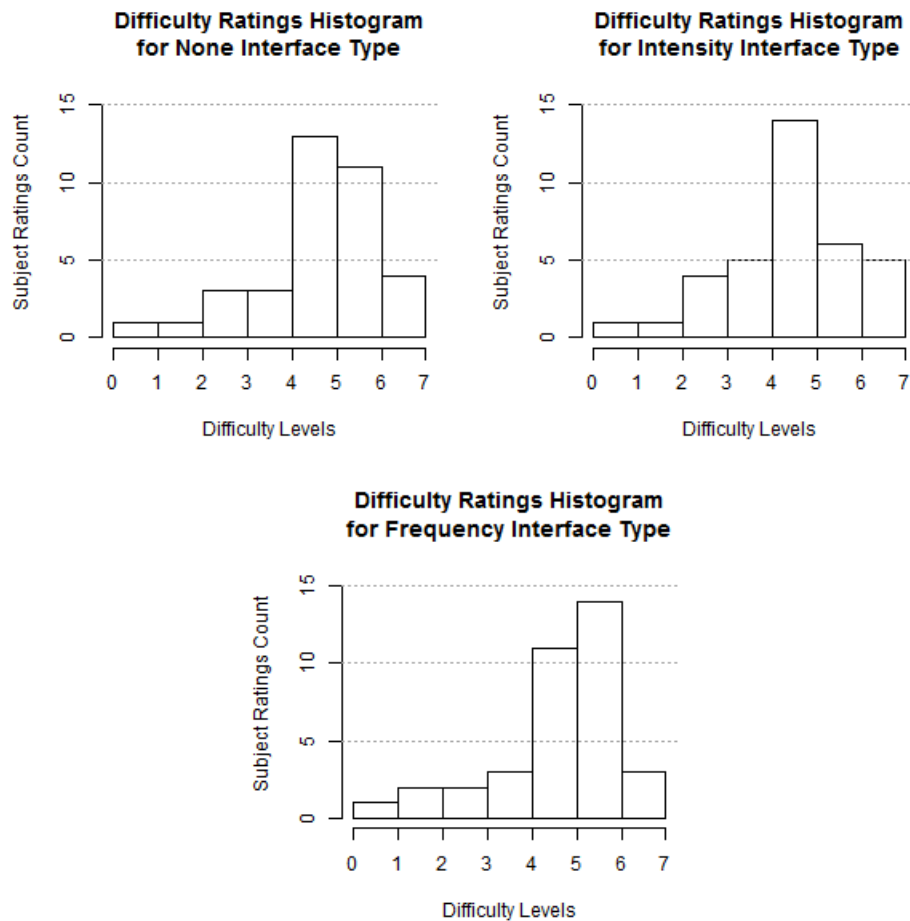 Difficulty Ratings Histogram
for None Interface Type
Subject Ratings Count
15
10
5
0
0 1 2 3 4 5 6 7
Difficulty Levels
Difficulty Ratings Histogram
for Intensity Interface Type
Subject Ratings Count
15
10
5
0
0 1 2 3 4 5 6 7
Difficulty Levels
Difficulty Ratings Histogram
for Frequency Interface Type
Subject Ratings Count
15
10
5
0
0 1 2 3 4 5 6 7
Difficulty Levels